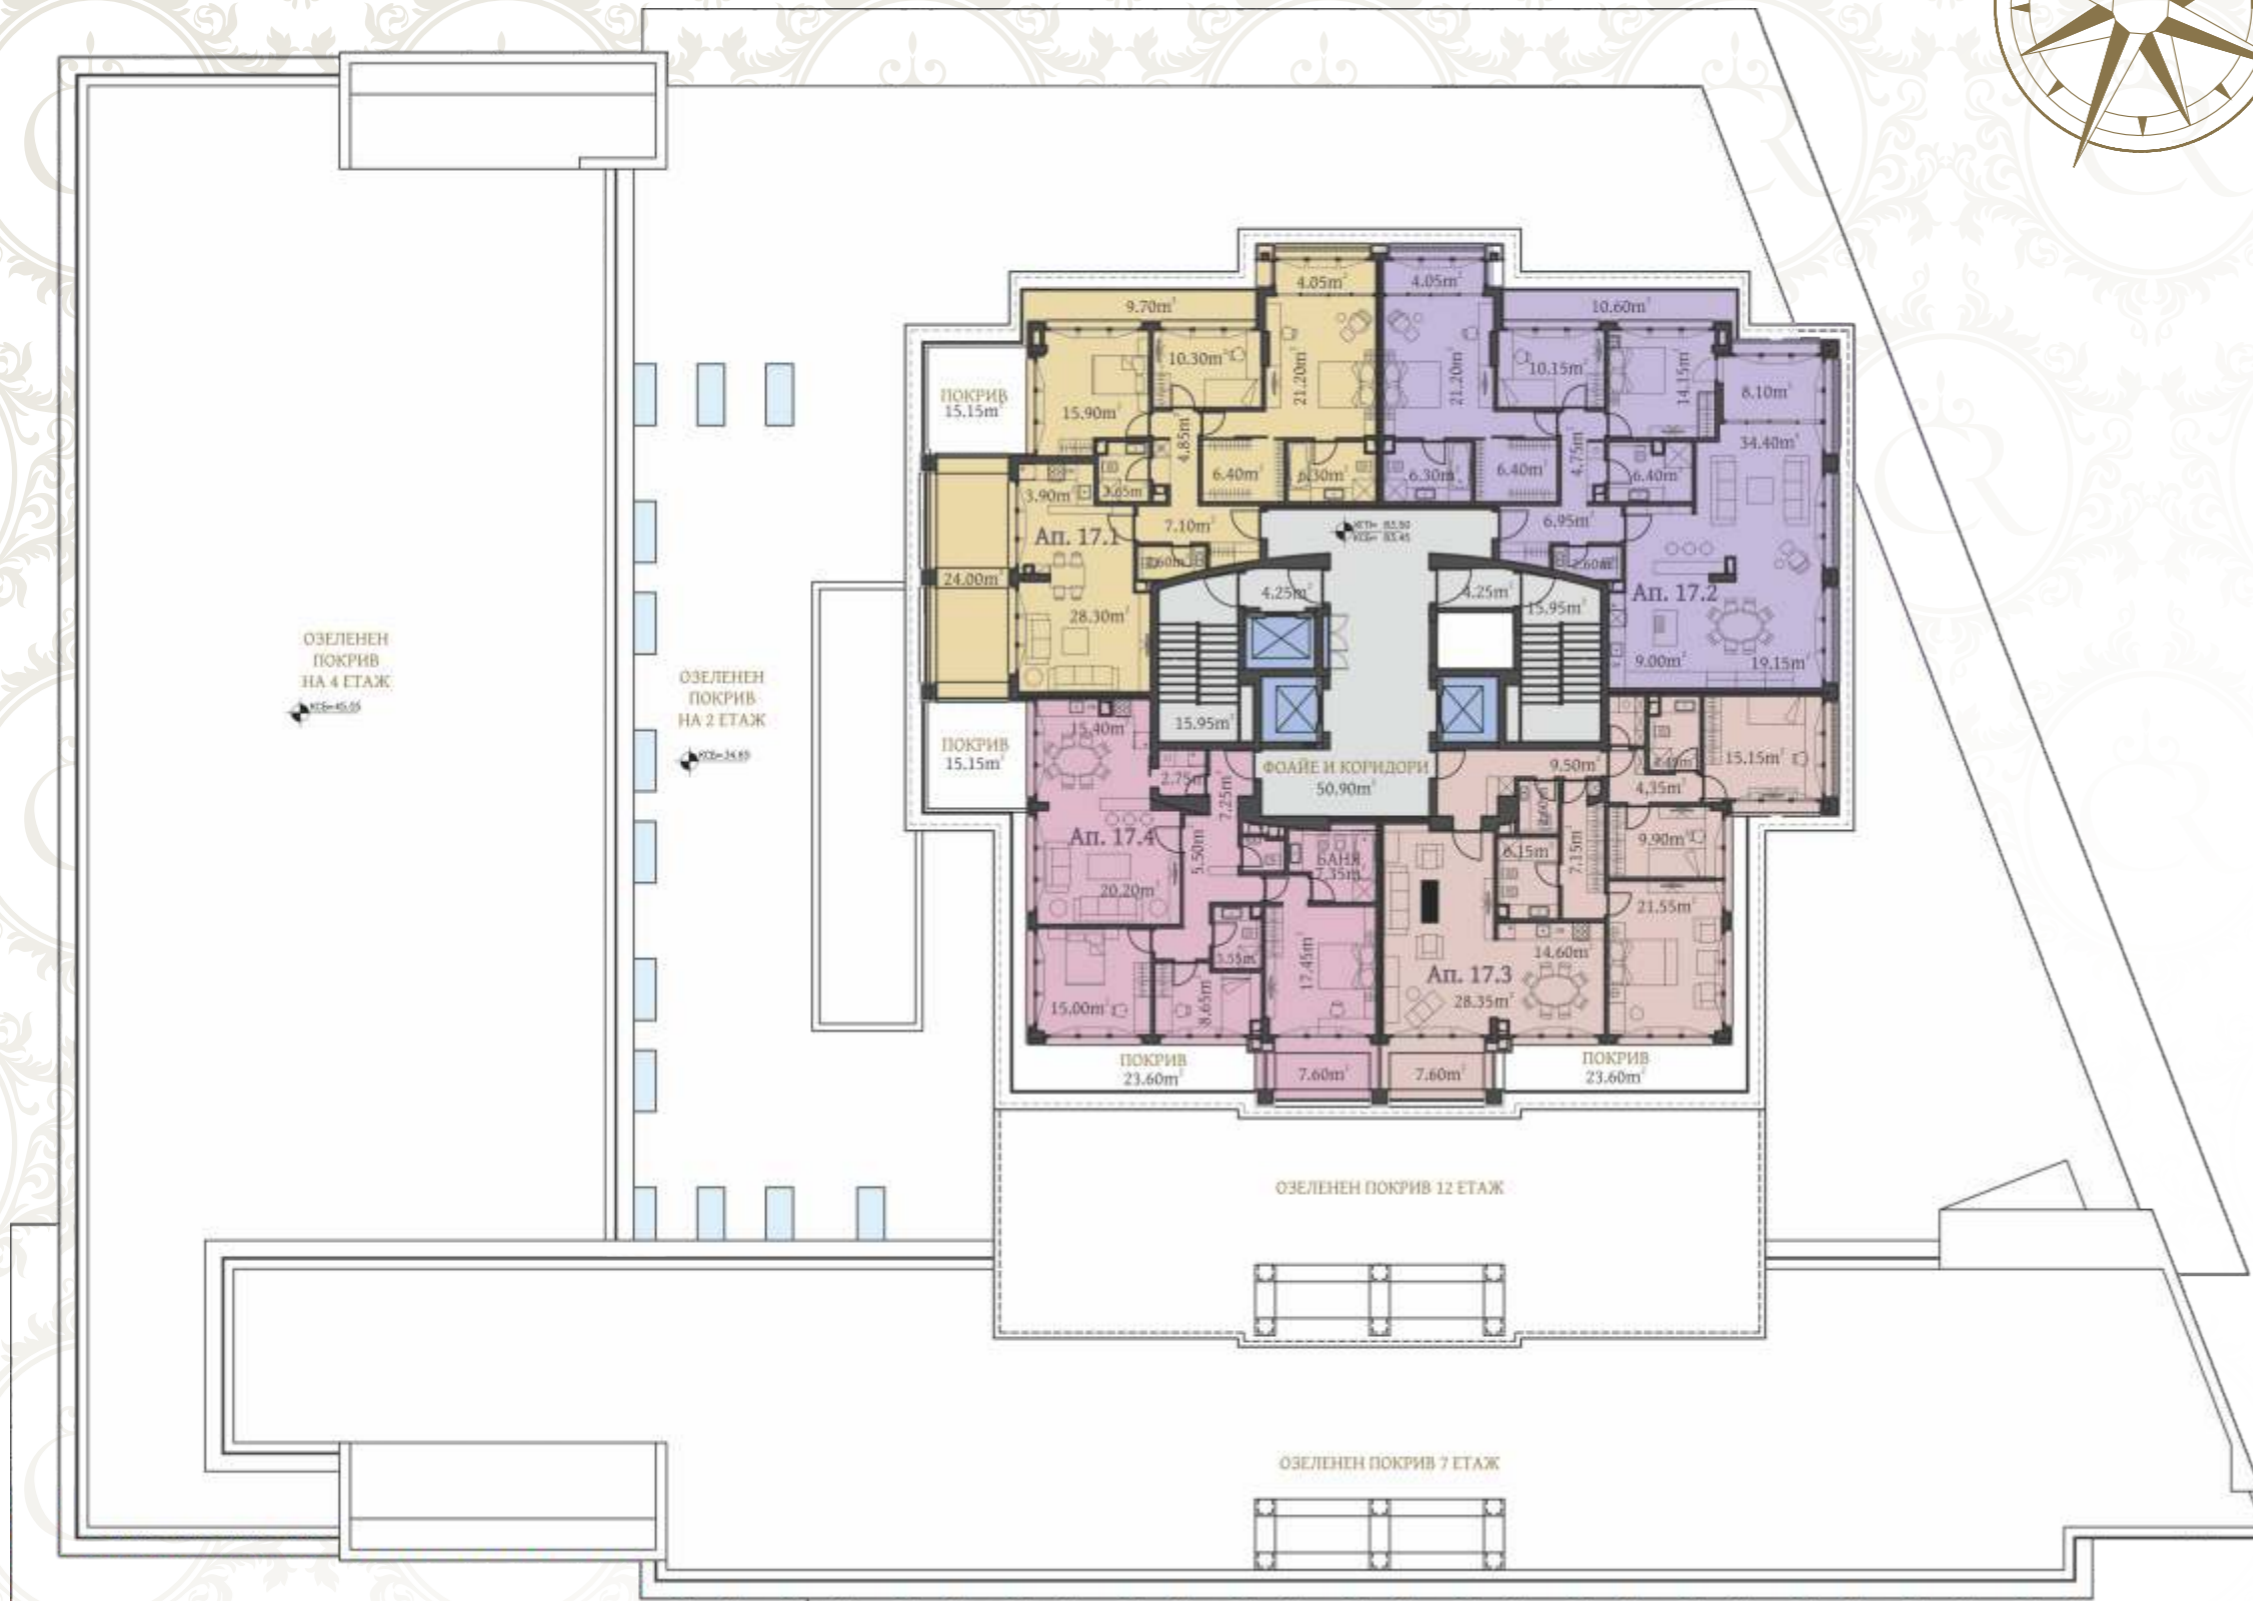 4.05m²
4.05m²
9.70m²
10.60m²
10.30m²
21.20m²
21.20m²
10.15m²
14.15m²
8.10m²
ПОКРИВ
15.15m²
15.90m²
4.85m²
4.75m²
34.40m²
6.40m²
6.30m²
6.30m²
6.40m²
6.40m²
3.90m²
7.10m²
6.95m²
Ап. 17.1
24.00m²
28.30m²
4.25m²
4.25m²
15.95m²
Ап. 17.2
9.00m²
19.15m²
ОЗЕЛЕНЕН
ПОКРИВ
НА 4 ЕТАЖ
КСБ=45.05
ОЗЕЛЕНЕН
ПОКРИВ
НА 2 ЕТАЖ
ПОКРИВ
15.15m²
15.40m²
15.95m²
2.75m²
7.25m²
ФОАЙЕ И КОРИДОРИ
50.90m²
9.50m²
4.35m²
15.15m²
Ап. 17.4
20.20m²
5.50m²
БАНЯ
7.35m²
6.15m²
7.15m²
9.90m²
21.55m²
15.00m²
8.65m²
17.45m²
Ап. 17.3
28.35m²
14.60m²
ПОКРИВ
23.60m²
7.60m²
7.60m²
ПОКРИВ
23.60m²
ОЗЕЛЕНЕН ПОКРИВ 12 ЕТАЖ
ОЗЕЛЕНЕН ПОКРИВ 7 ЕТАЖ